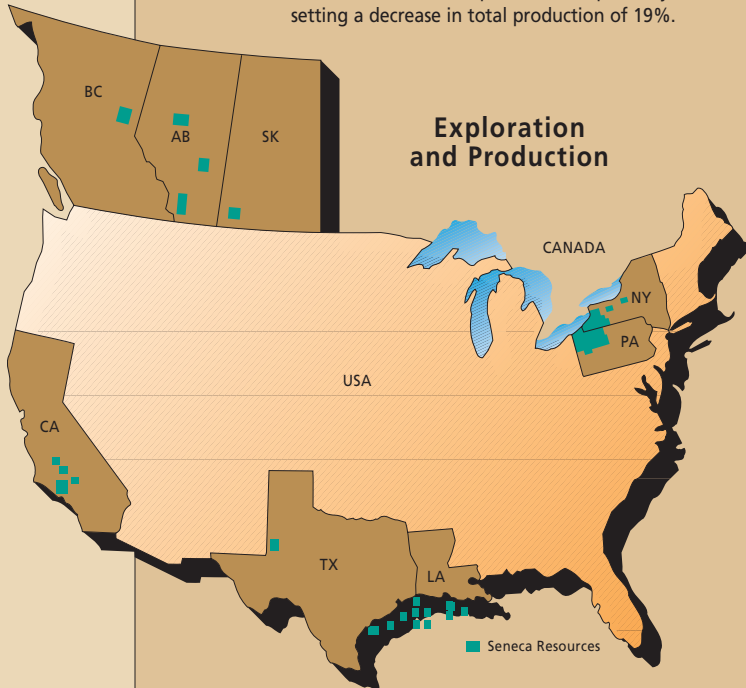 setting a decrease in total production of 19%.
Exploration
and Production
BC
AB
SK
CANADA
NY
PA
USA
CA
TX
LA
Seneca Resources